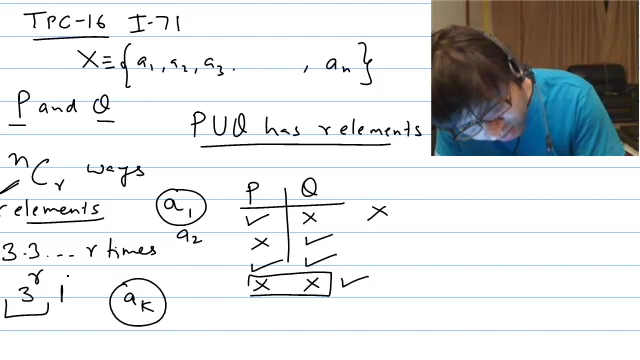 TPC-16 I-71
X ≡ {a₁, a₂, a₃. , aₙ}
P and Q
P∪Q has r elements
ⁿCᵣ ways
r elements
3.3... r times
3ʳ
a₁
a₂
aₖ
P | Q
✓ | × ×
× | ✓
✓ | ✓
× × ✓